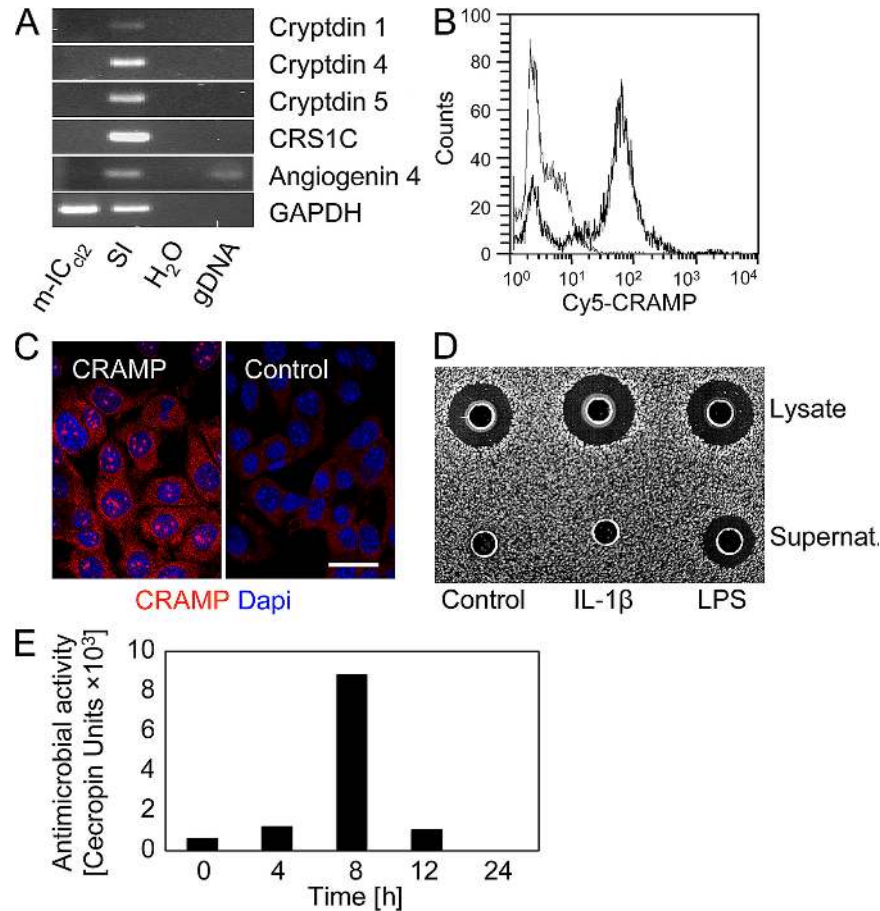 A
Cryptdin 1
Cryptdin 4
Cryptdin 5
CRS1C
Angiogenin 4
GAPDH
m-ICcl2
SI
H2O
gDNA
B
Counts
100
80
60
40
20
0
10⁰ 10¹ 10² 10³ 10⁴
Cy5-CRAMP
C
CRAMP
Control
CRAMP Dapi
D
Lysate
Supernat.
Control IL-1β LPS
E
Antimicrobial activity
[Cecropin Units ×10³]
10
8
6
4
2
0
0 4 8 12 24
Time [h]